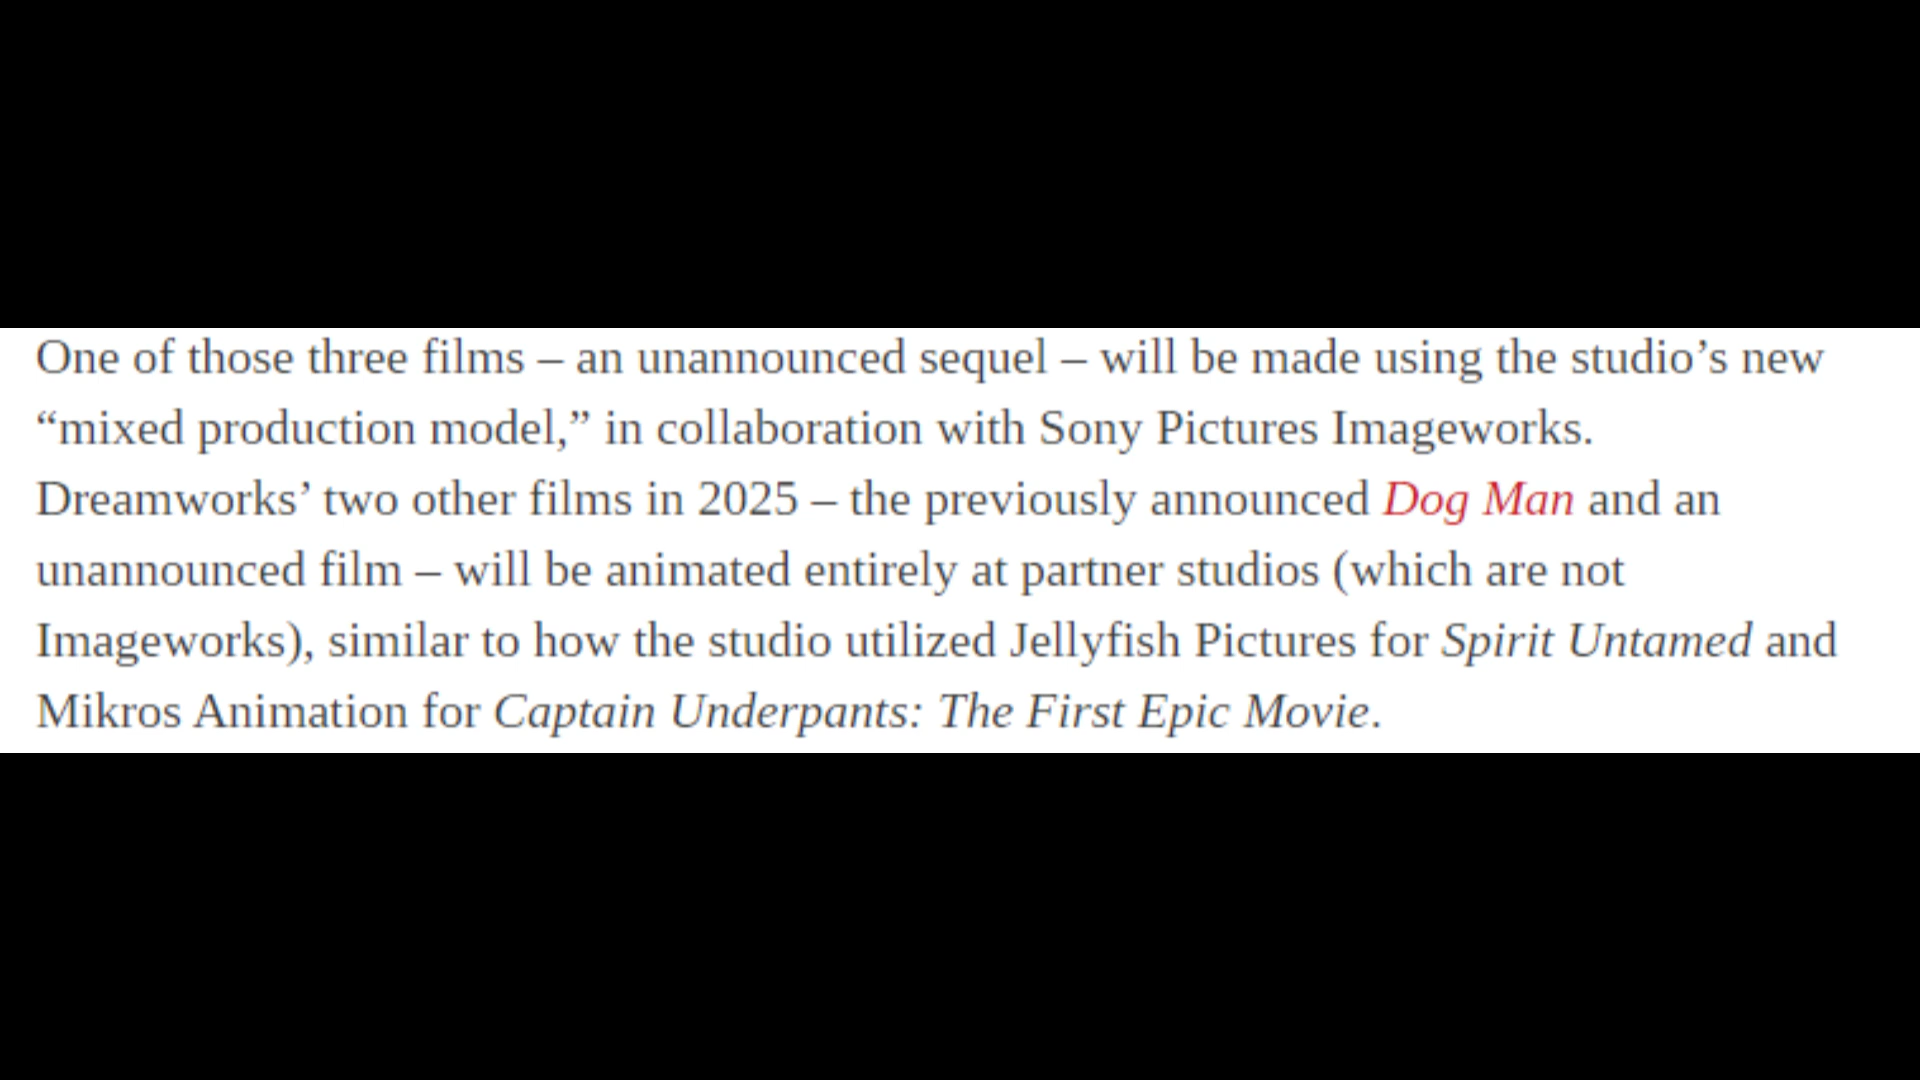 One of those three films – an unannounced sequel – will be made using the studio’s new
“mixed production model,” in collaboration with Sony Pictures Imageworks.
Dreamworks’ two other films in 2025 – the previously announced Dog Man and an
unannounced film – will be animated entirely at partner studios (which are not
Imageworks), similar to how the studio utilized Jellyfish Pictures for Spirit Untamed and
Mikros Animation for Captain Underpants: The First Epic Movie.